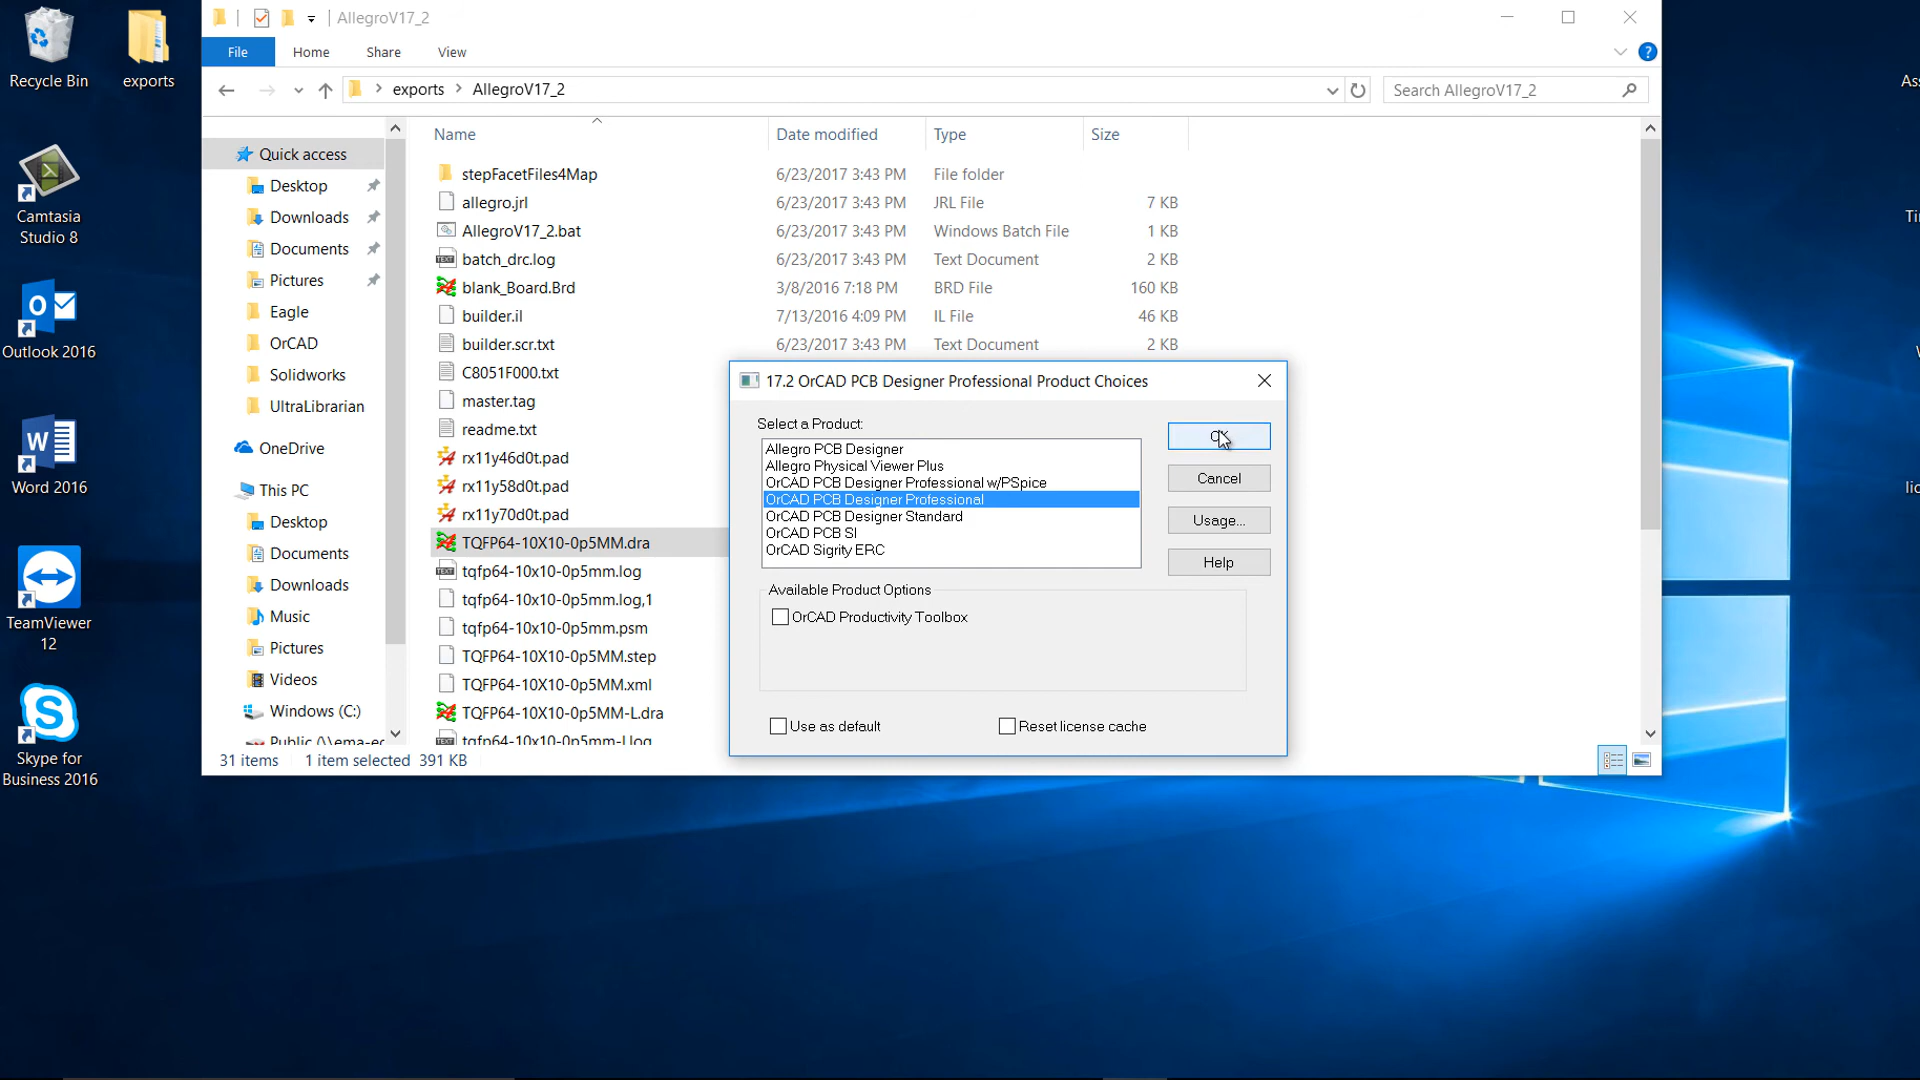 Recycle Bin
exports
Camtasia
Studio 8
Outlook 2016
Word 2016
TeamViewer
12
Skype for
Business 2016
AllegroV17_2
File Home Share View
exports AllegroV17_2
Search AllegroV17_2
Quick access
Desktop
Downloads
Documents
Pictures
Eagle
OrCAD
Solidworks
UltraLibrarian
OneDrive
This PC
Desktop
Documents
Downloads
Music
Pictures
Videos
Windows (C:)
Name Date modified Type Size
stepFacetFiles4Map 6/23/2017 3:43 PM File folder
allegro.jrl 6/23/2017 3:43 PM JRL File 7 KB
AllegroV17_2.bat 6/23/2017 3:43 PM Windows Batch File 1 KB
batch_drc.log 6/23/2017 3:43 PM Text Document 2 KB
blank_Board.Brd 3/8/2016 7:18 PM BRD File 160 KB
builder.il 7/13/2016 4:09 PM IL File 46 KB
builder.scr.txt 6/23/2017 3:43 PM Text Document 2 KB
C8051F000.txt
master.tag
readme.txt
rx11y46d0t.pad
rx11y58d0t.pad
rx11y70d0t.pad
TQFP64-10X10-0p5MM.dra
tqfp64-10x10-0p5mm.log
tqfp64-10x10-0p5mm.log,1
tqfp64-10x10-0p5mm.psm
TQFP64-10X10-0p5MM.step
TQFP64-10X10-0p5MM.xml
TQFP64-10X10-0p5MM-L.dra
tqfp64-10x10-0p5mm-l.log
31 items 1 item selected 391 KB
17.2 OrCAD PCB Designer Professional Product Choices
Select a Product:
Allegro PCB Designer
Allegro Physical Viewer Plus
OrCAD PCB Designer Professional w/PSpice
OrCAD PCB Designer Professional
OrCAD PCB Designer Standard
OrCAD PCB SI
OrCAD Sigrity ERC
OK
Cancel
Usage...
Help
Available Product Options
OrCAD Productivity Toolbox
Use as default
Reset license cache